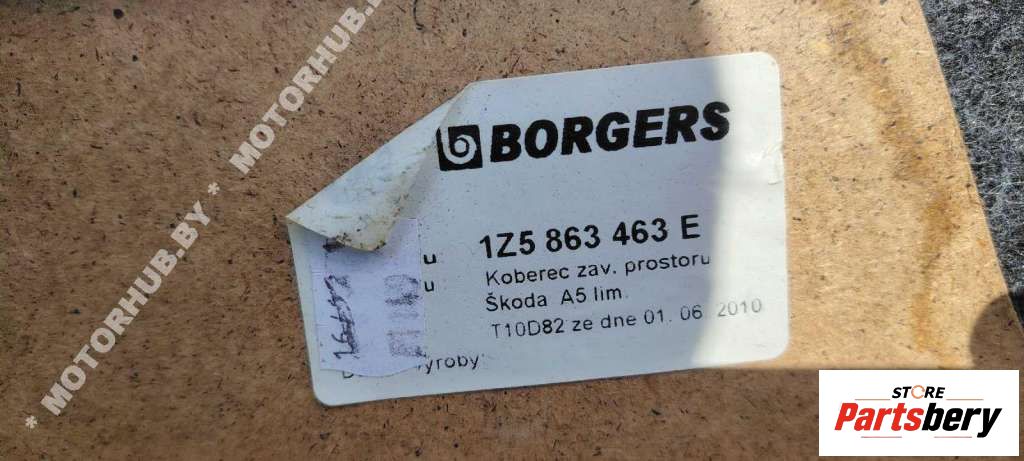 * MOTORHUB.BY * MOTORHUB.BY
BORGERS
1Z5 863 463 E
Koberec zav. prostoru
Škoda A5 lim.
T10D82 ze dne 01. 06. 2010
STORE
Partsbery